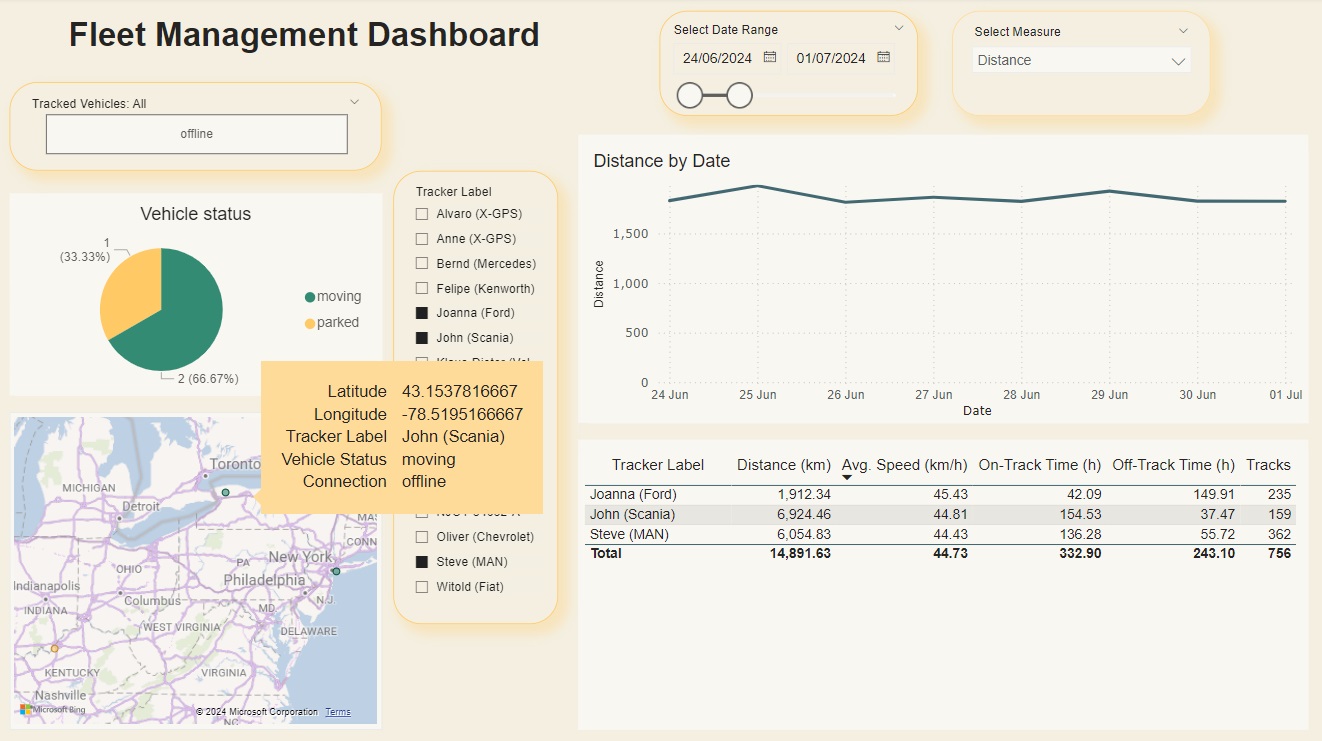 Fleet Management Dashboard
Select Date Range
24/06/2024 01/07/2024
Select Measure
Distance
Tracked Vehicles: All
offline
Vehicle status
1
(33.33%)
2 (66.67%)
moving
parked
Tracker Label
Alvaro (X-GPS)
Anne (X-GPS)
Bernd (Mercedes)
Felipe (Kenworth)
Joanna (Ford)
John (Scania)
Oliver (Chevrolet)
Steve (MAN)
Witold (Fiat)
Latitude 43.1537816667
Longitude -78.5195166667
Tracker Label John (Scania)
Vehicle Status moving
Connection offline
Toronto
MICHIGAN
Detroit
CONN
PA
New York
OHIO
Philadelphia
Indianapolis
Columbus
N.J.
INDIANA
MD.
WEST VIRGINIA
DELAWARE
KENTUCKY
VIRGINIA
Nashville
Microsoft Bing
© 2024 Microsoft Corporation Terms
NC
Distance by Date
Distance
1,500
1,000
500
0
24 Jun 25 Jun 26 Jun 27 Jun 28 Jun 29 Jun 30 Jun 01 Jul
Date
Tracker Label Distance (km) Avg. Speed (km/h) On-Track Time (h) Off-Track Time (h) Tracks
Joanna (Ford) 1,912.34 45.43 42.09 149.91 235
John (Scania) 6,924.46 44.81 154.53 37.47 159
Steve (MAN) 6,054.83 44.43 136.28 55.72 362
Total 14,891.63 44.73 332.90 243.10 756